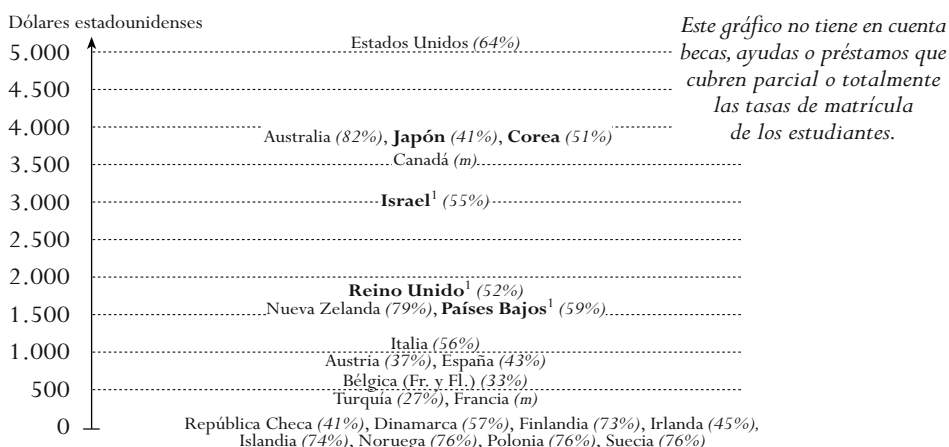 Dólares estadounidenses
Este gráfico no tiene en cuenta
becas, ayudas o préstamos que
cubren parcial o totalmente
las tasas de matrícula
de los estudiantes.
5.000
Estados Unidos (64%)
4.500
4.000
Australia (82%), Japón (41%), Corea (51%)
3.500
Canadá (m)
3.000
Israel¹ (55%)
2.500
2.000
Reino Unido¹ (52%)
1.500
Nueva Zelanda (79%), Países Bajos¹ (59%)
Italia (56%)
1.000
Austria (37%), España (43%)
Bélgica (Fr. y Fl.) (33%)
500
Turquía (27%), Francia (m)
0
República Checa (41%), Dinamarca (57%), Finlandia (73%), Irlanda (45%),
Islandia (74%), Noruega (76%), Polonia (76%), Suecia (76%)